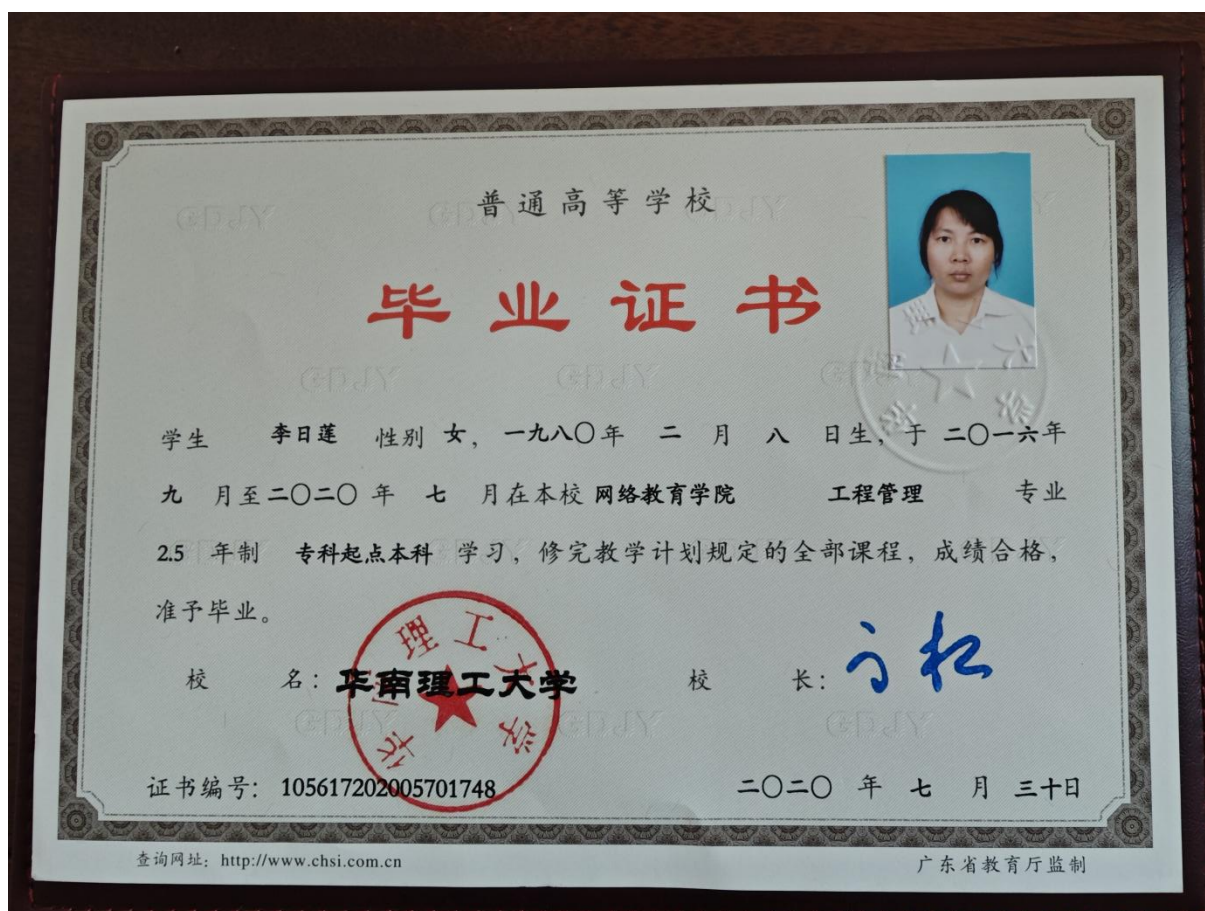 普通高等学校
毕业证书
学生 李日莲 性别 女，一九八〇年 二 月 八 日生，于 二〇一六年
九 月至二〇二〇 年 七 月在本校 网络教育学院 工程管理 专业
2.5 年制 专科起点本科 学习，修完教学计划规定的全部课程，成绩合格，
准予毕业。
校 名：华南理工大学 校 长：
华南理工大学
证书编号：105617202005701748 二〇二〇 年 七 月 三十日
查询网址：http://www.chsi.com.cn 广东省教育厅监制